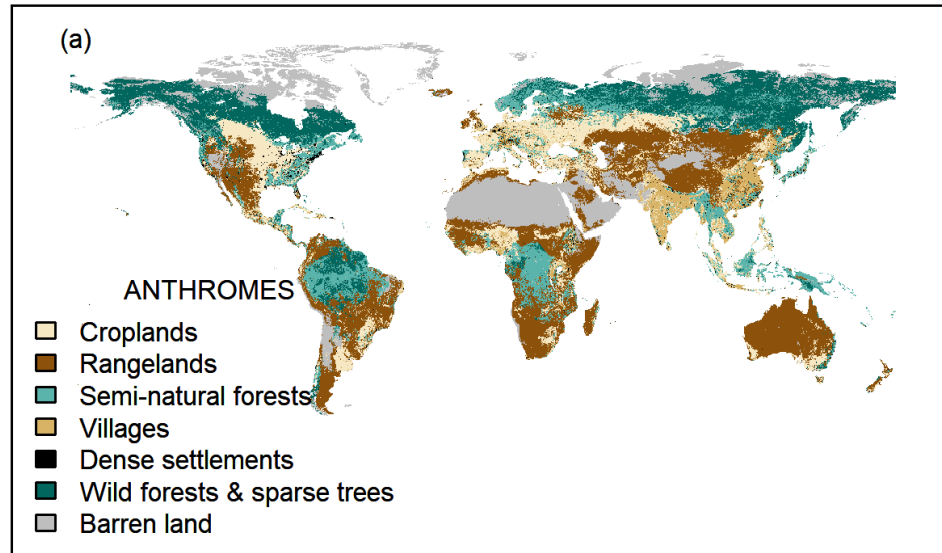 (a)
ANTHROMES
Croplands
Rangelands
Semi-natural forests
Villages
Dense settlements
Wild forests & sparse trees
Barren land